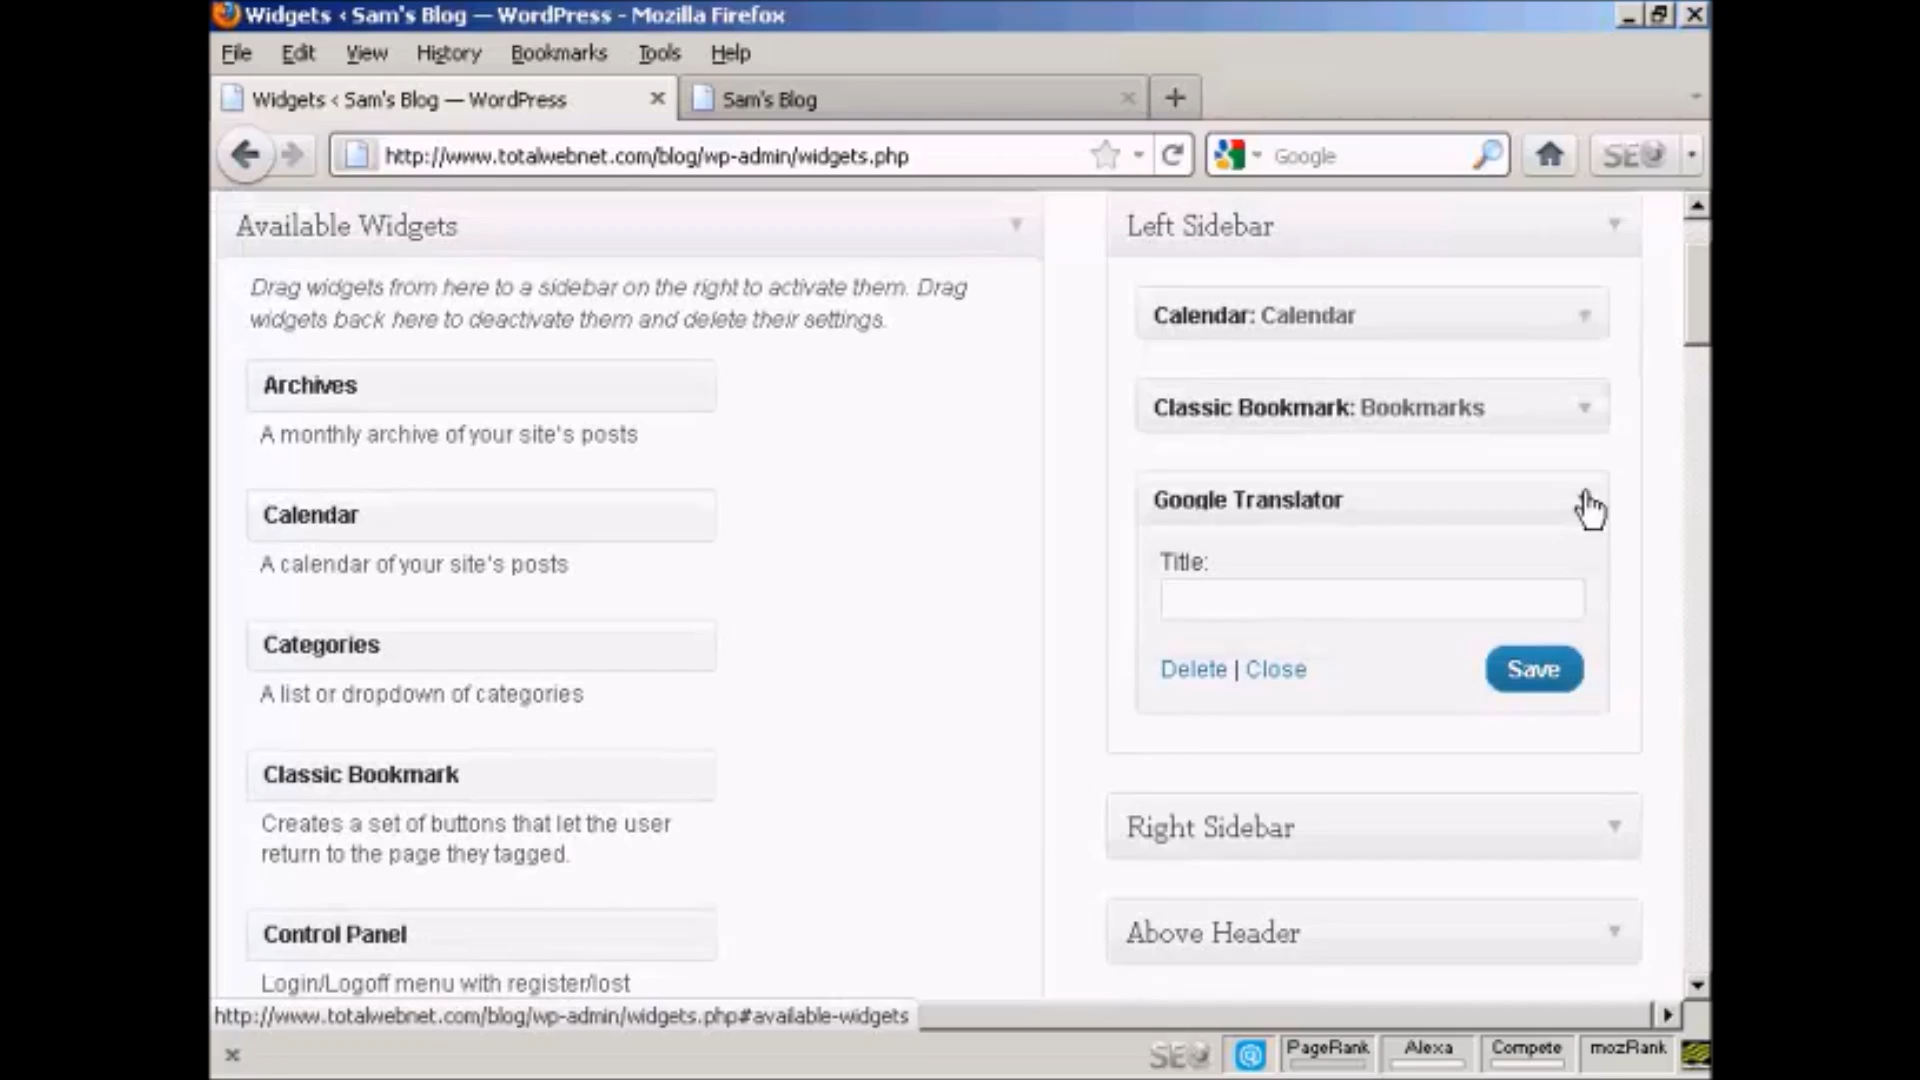 Widgets ‹ Sam's Blog — WordPress - Mozilla Firefox
File Edit View History Bookmarks Tools Help
Widgets ‹ Sam's Blog — WordPress
Sam's Blog
http://www.totalwebnet.com/blog/wp-admin/widgets.php
Google
SEO
Available Widgets
Drag widgets from here to a sidebar on the right to activate them. Drag
widgets back here to deactivate them and delete their settings.
Archives
A monthly archive of your site's posts
Calendar
A calendar of your site's posts
Categories
A list or dropdown of categories
Classic Bookmark
Creates a set of buttons that let the user
return to the page they tagged.
Control Panel
Login/Logoff menu with register/lost
Left Sidebar
Calendar: Calendar
Classic Bookmark: Bookmarks
Google Translator
Title:
Delete | Close
Save
Right Sidebar
Above Header
http://www.totalwebnet.com/blog/wp-admin/widgets.php#available-widgets
SEO
PageRank
Alexa
Compete
mozRank